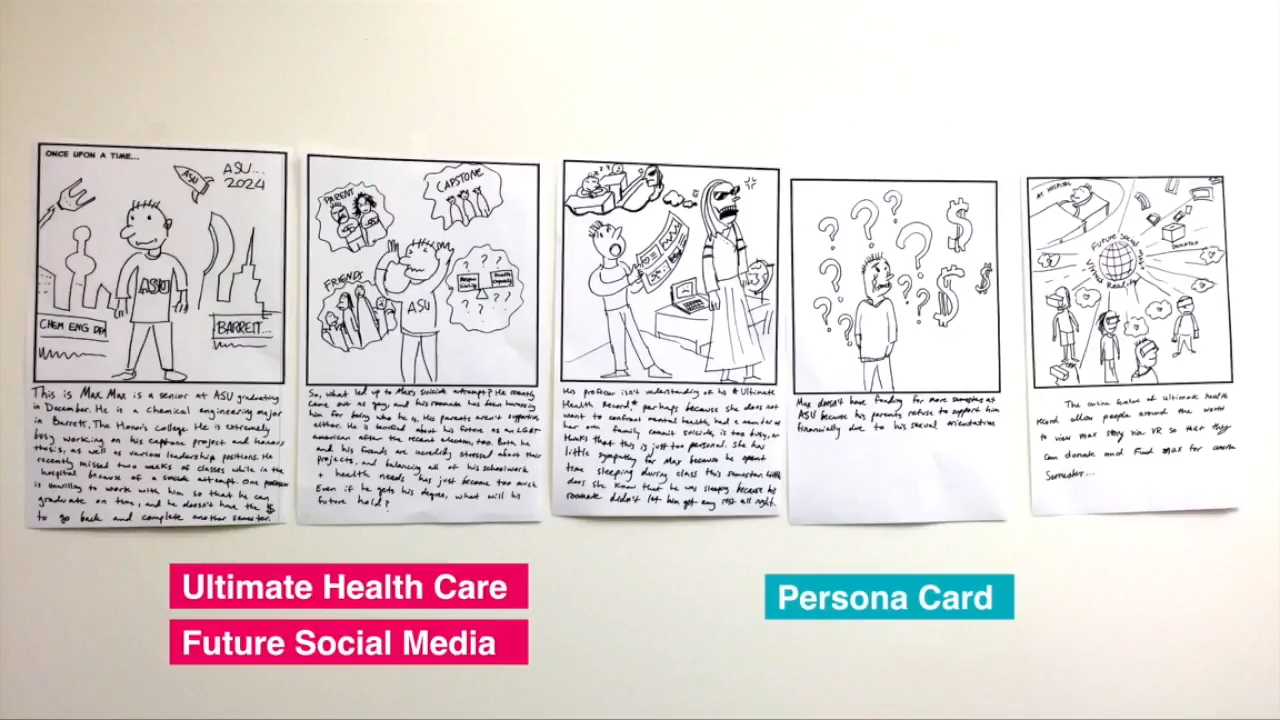 ONCE UPON A TIME...
ASU
ASU...
2024
ASU
CHEM ENG
BARRETT...
This is Max. Max is a senior at ASU graduating
in December. He is a chemical engineering major
in Barrett, The Honor's College. He is extremely
busy working on his capstone project and honors
thesis, as well as various leadership positions. He
recently missed two weeks of classes while in the
hospital because of a suicide attempt. One professor
is unwilling to work with him so that he can
graduate on time, and he doesn't have the $
to go back and complete another semester.
PARENT
CAPSTONE
FRIENDS
ASU
So, what led up to Max's suicide attempt? He recently
came out as gay, and his roommate has been harassing
him for being who he is. His parents aren't supportive
either. He is worried about his future as an LGBT
american after the recent election, too. Both he
and his friends are incredibly stressed about their
projects, and balancing all of his schoolwork
health needs has just become too much
Even if he gets his degree, what will his
future hold?
His professor isn't understanding of his "Ultimate
Health Record," perhaps because she does not
want to confront mental health, had a member of
her own family commit suicide, is too busy, or
thinks that this is just too personal. She has
little sympathy for Max because he spent
time sleeping during class this semester. Little
does she know that he was sleepy because his
roommate didn't let him get any rest all night.
Max doesn't have funding for more semesters at
ASU because his parents refuse to support him
financially due to his sexual orientation
AT HOSPITAL
Future Social
Reality
The online feature of ultimate health
record allow people around the world
to view max story via VR so that they
can donate and fund max for another
Semester...
Ultimate Health Care
Future Social Media
Persona Card